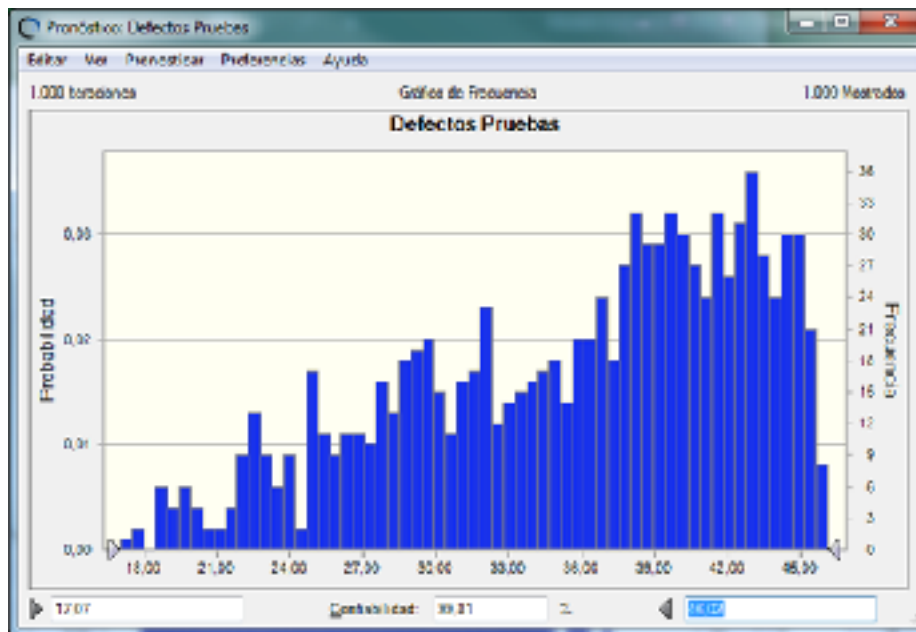 Pronóstico: Defectos Pruebas
Editar Ver Pronosticar Preferencias Ayuda
1.000 Iteraciones Gráfico de Frecuencia 1.000 Mostrados
Defectos Pruebas
Probabilidad
0,03
0,02
0,01
0,00
Frecuencia
36
33
30
27
24
21
18
15
12
9
6
3
0
18,00 21,00 24,00 27,00 30,00 33,00 36,00 39,00 42,00 45,00
17,07 Confiabilidad: %